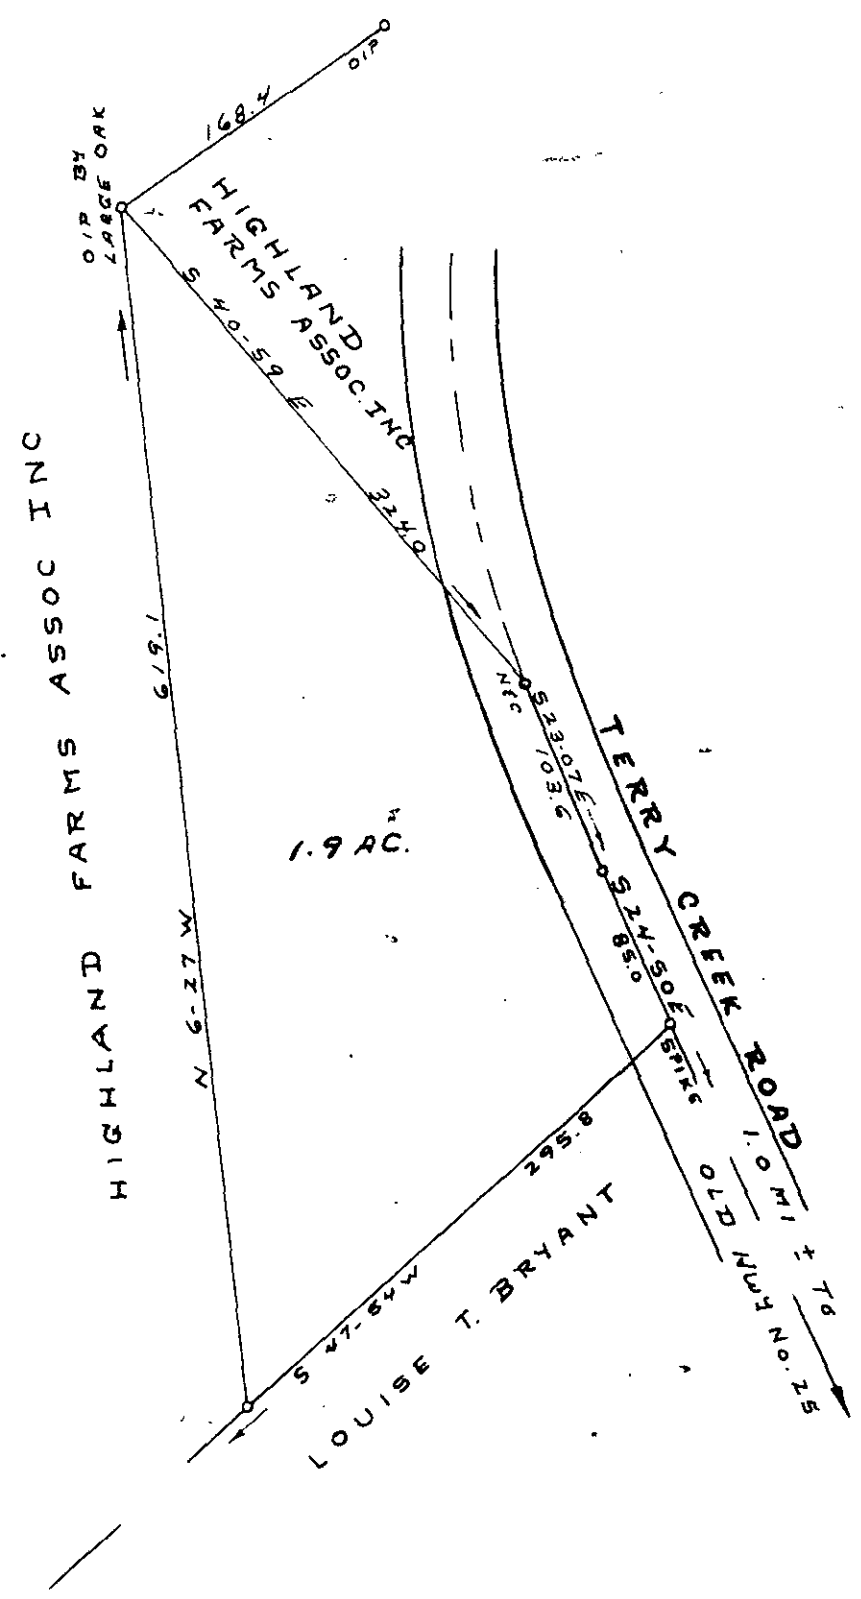 OIP
168.4
OIP BY
LARGE OAK
HIGHLAND
FARMS ASSOC. INC
S 40-59 E
324.0
HIGHLAND FARMS ASSOC INC
619.1
N 6-27 W
N&C
S 23-07 E
103.6
1.9 AC.
TERRY CREEK ROAD
S 24-50 E
85.0
SPIKE
295.8
S 47-54 W
LOUISE T. BRYANT
1.0 MI ± TO
OLD HWY NO. 25